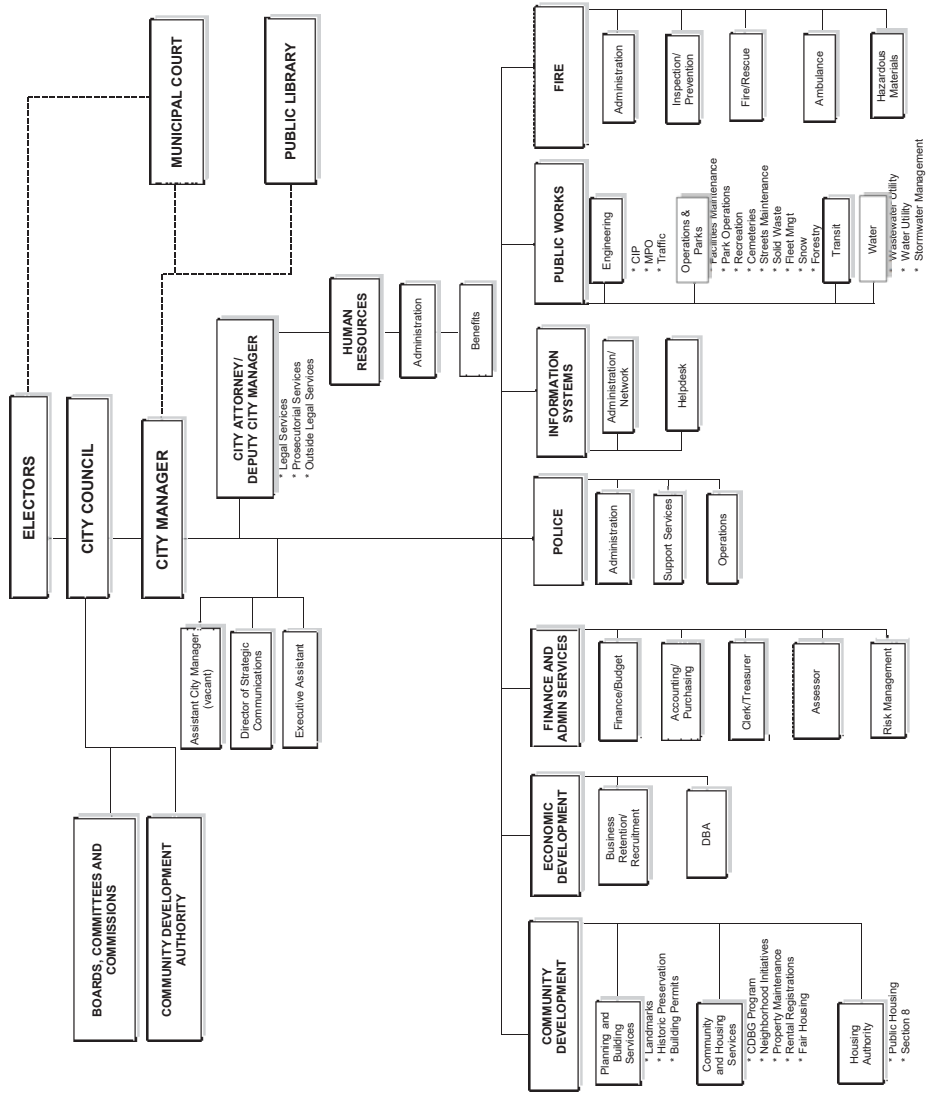 ELECTORS
CITY COUNCIL
CITY MANAGER
MUNICIPAL COURT
PUBLIC LIBRARY
BOARDS, COMMITTEES AND
COMMISSIONS
COMMUNITY DEVELOPMENT
AUTHORITY
Assistant City Manager
(vacant)
Director of Strategic
Communications
Executive Assistant
CITY ATTORNEY/
DEPUTY CITY MANAGER
* Legal Services
* Prosecutorial Services
* Outside Legal Services
HUMAN
RESOURCES
Administration
Benefits
COMMUNITY
DEVELOPMENT
Planning and
Building
Services
* Landmarks
* Historic Preservation
* Building Permits
Community
and Housing
Services
* CDBG Program
* Neighborhood Initiatives
* Property Maintenance
* Rental Registrations
* Fair Housing
Housing
Authority
* Public Housing
* Section 8
ECONOMIC
DEVELOPMENT
Business
Retention/
Recruitment
DBA
FINANCE AND
ADMIN SERVICES
Finance/Budget
Accounting/
Purchasing
Clerk/Treasurer
Assessor
Risk Management
POLICE
Administration
Support Services
Operations
INFORMATION
SYSTEMS
Administration/
Network
Helpdesk
PUBLIC WORKS
Engineering
* CIP
* MPO
* Traffic
Operations &
Parks
* Facilities Maintenance
* Park Operations
* Recreation
* Cemeteries
* Streets Maintenance
* Solid Waste
* Fleet Mngt
* Snow
* Forestry
Transit
Water
* Wastewater Utility
* Water Utility
* Stormwater Management
FIRE
Administration
Inspection/
Prevention
Fire/Rescue
Ambulance
Hazardous
Materials